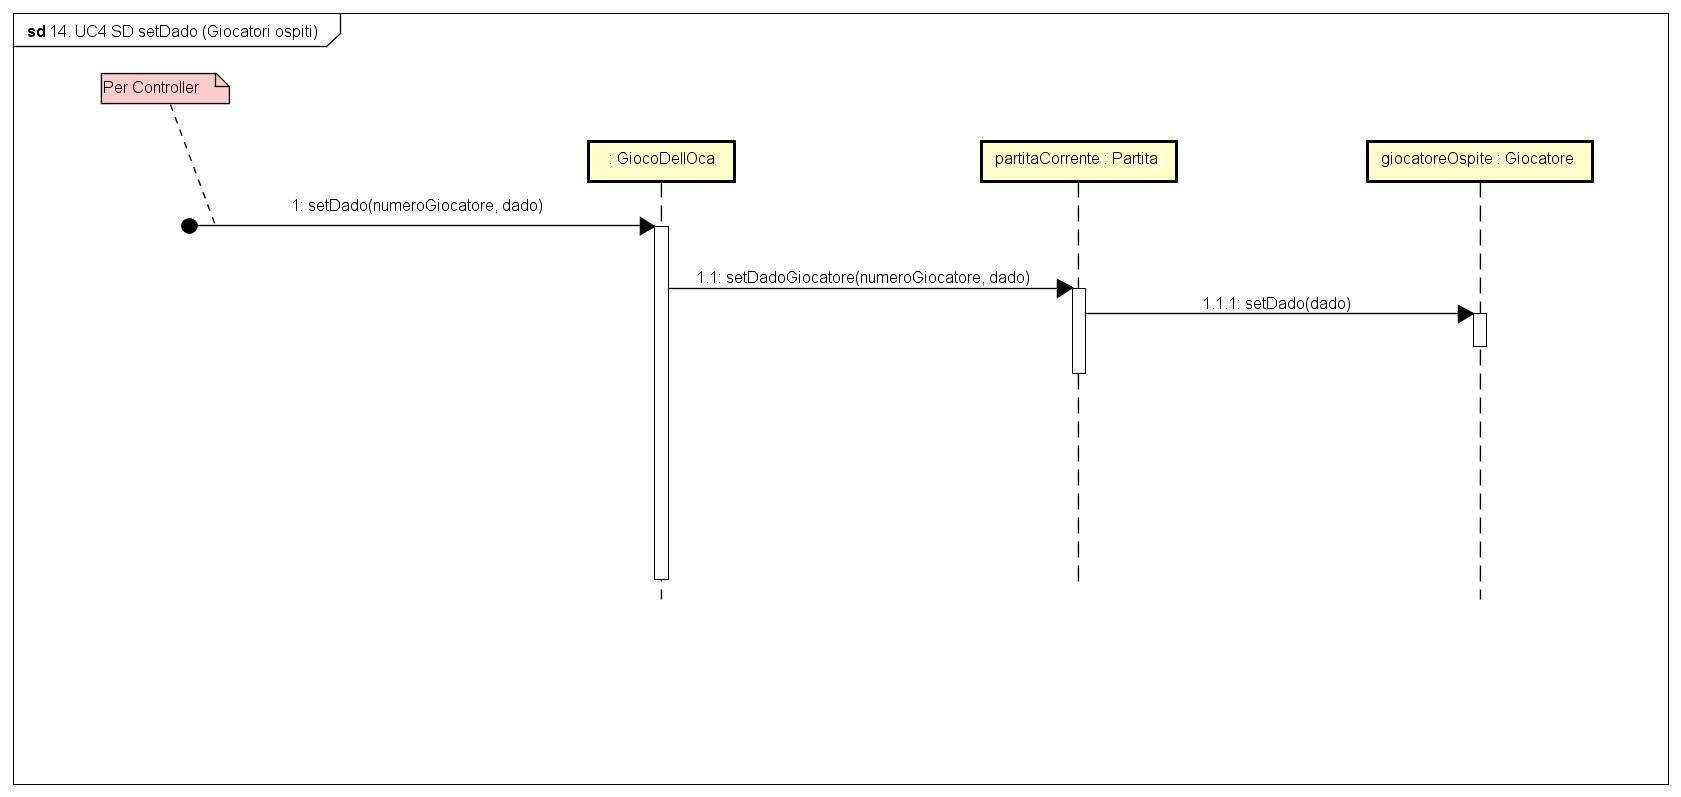 sd 14. UC4 SD setDado (Giocatori ospiti)
Per Controller
: GiocoDellOca
partitaCorrente : Partita
giocatoreOspite : Giocatore
1: setDado(numeroGiocatore, dado)
1.1: setDadoGiocatore(numeroGiocatore, dado)
1.1.1: setDado(dado)